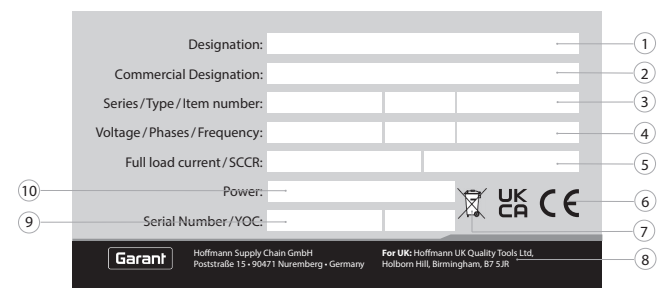 Designation:
1
Commercial Designation:
2
Series/Type/Item number:
3
Voltage/Phases/Frequency:
4
Full load current/SCCR:
5
10
Power:
UK
CA
CE
6
9
Serial Number/YOC:
7
Garant
Hoffmann Supply Chain GmbH
Poststraße 15 • 90471 Nuremberg • Germany
For UK: Hoffmann UK Quality Tools Ltd,
Holborn Hill, Birmingham, B7 5JR
8